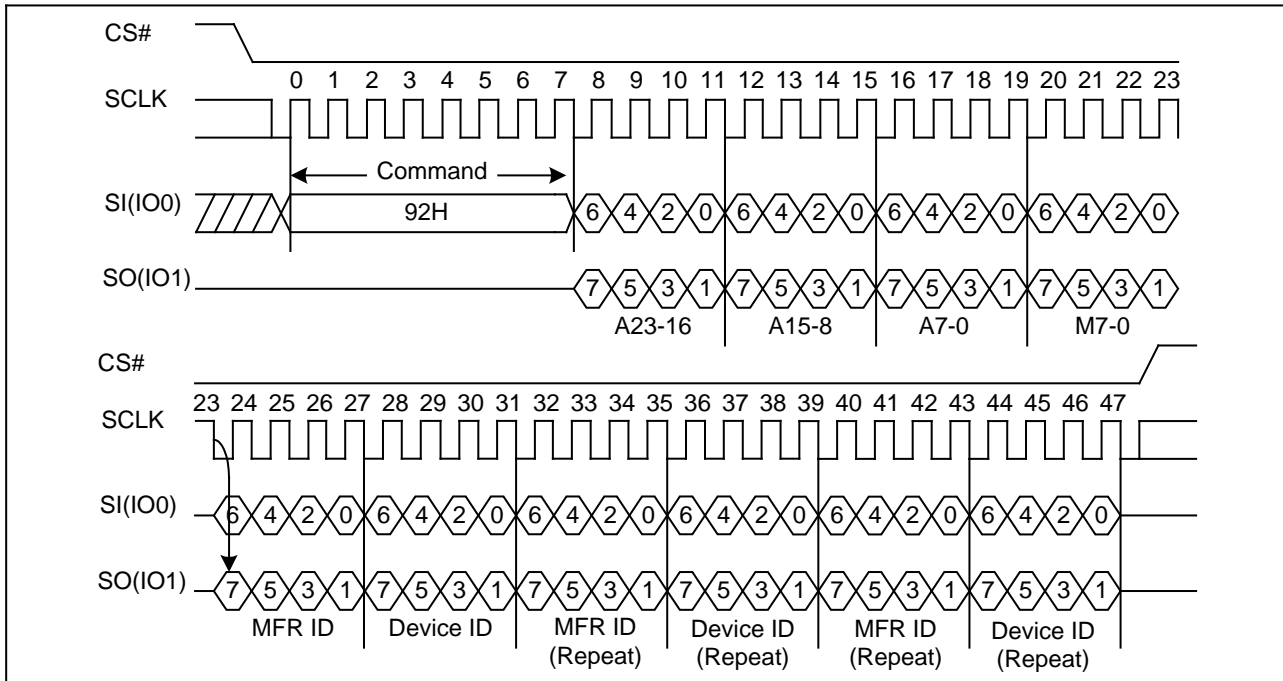 CS#
0 1 2 3 4 5 6 7 8 9 10 11 12 13 14 15 16 17 18 19 20 21 22 23
SCLK
Command
SI(IO0)
92H
6 4 2 0 6 4 2 0 6 4 2 0 6 4 2 0
SO(IO1)
7 5 3 1 7 5 3 1 7 5 3 1 7 5 3 1
A23-16 A15-8 A7-0 M7-0
CS#
23 24 25 26 27 28 29 30 31 32 33 34 35 36 37 38 39 40 41 42 43 44 45 46 47
SCLK
SI(IO0)
6 4 2 0 6 4 2 0 6 4 2 0 6 4 2 0 6 4 2 0 6 4 2 0
SO(IO1)
7 5 3 1 7 5 3 1 7 5 3 1 7 5 3 1 7 5 3 1 7 5 3 1
MFR ID Device ID MFR ID Device ID MFR ID Device ID
(Repeat) (Repeat) (Repeat) (Repeat)